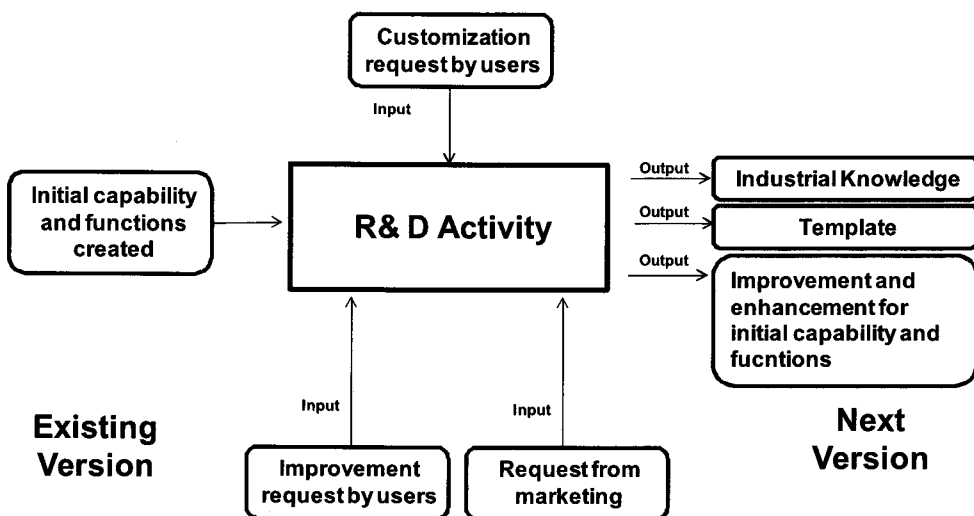 Customization
request by users
Input
Initial capability
and functions
created
R& D Activity
Output
Industrial Knowledge
Output
Template
Output
Improvement and
enhancement for
initial capability and
fucntions
Input
Input
Existing
Version
Improvement
request by users
Request from
marketing
Next
Version